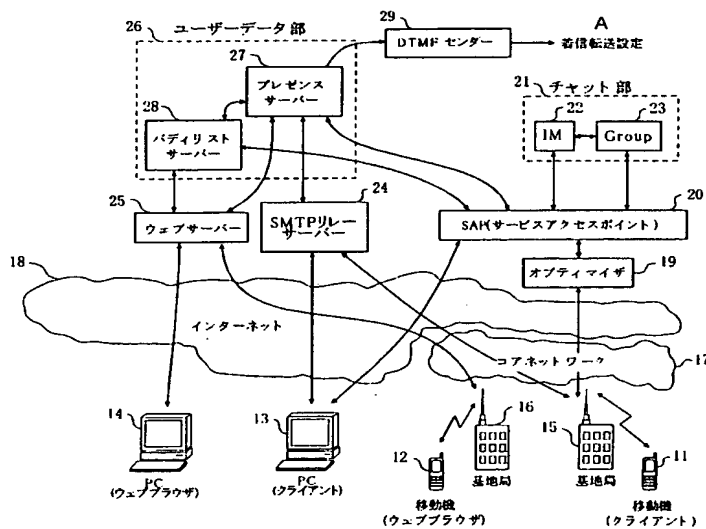 26
ユーザーデータ部
27
プレゼンス
サーバー
28
バディリスト
サーバー
29
DTMF センター
A
着信転送設定
21
チャット部
22
IM
23
Group
25
ウェブサーバー
24
SMTPリレー
サーバー
20
SAP(サービスアクセスポイント)
オプティマイザ
19
18
インターネット
コアネットワーク
17
14
PC
(ウェブブラウザ)
13
PC
(クライアント)
12
移動機
(ウェブブラウザ)
16
基地局
15
基地局
11
移動機
(クライアント)